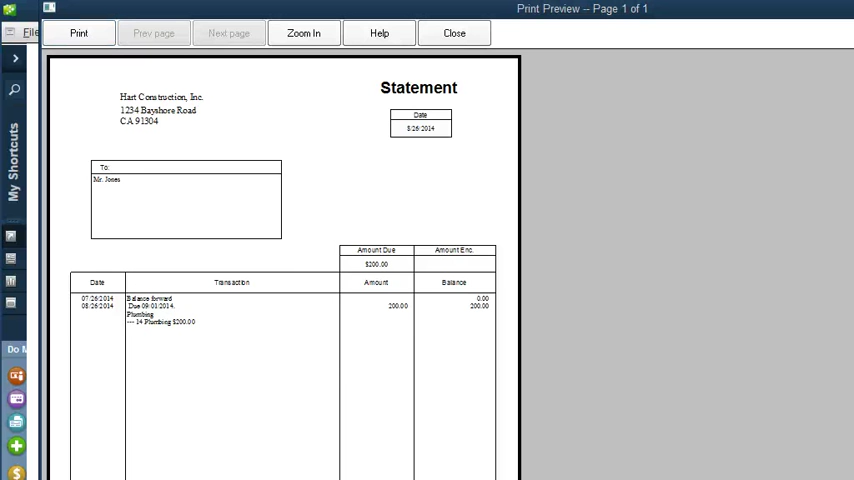 Print Preview -- Page 1 of 1
File
Print
Prev page
Next page
Zoom In
Help
Close
My Shortcuts
Do M
Statement
Hart Construction, Inc.
1234 Bayshore Road
CA 91304
Date
8/26/2014
To:
Mr. Jones
Amount Due
Amount Enc.
$200.00
Date
Transaction
Amount
Balance
07/26/2014
Balance forward
0.00
08/26/2014
Due 09/01/2014.
200.00
200.00
Plumbing
--- 14 Plumbing $200.00